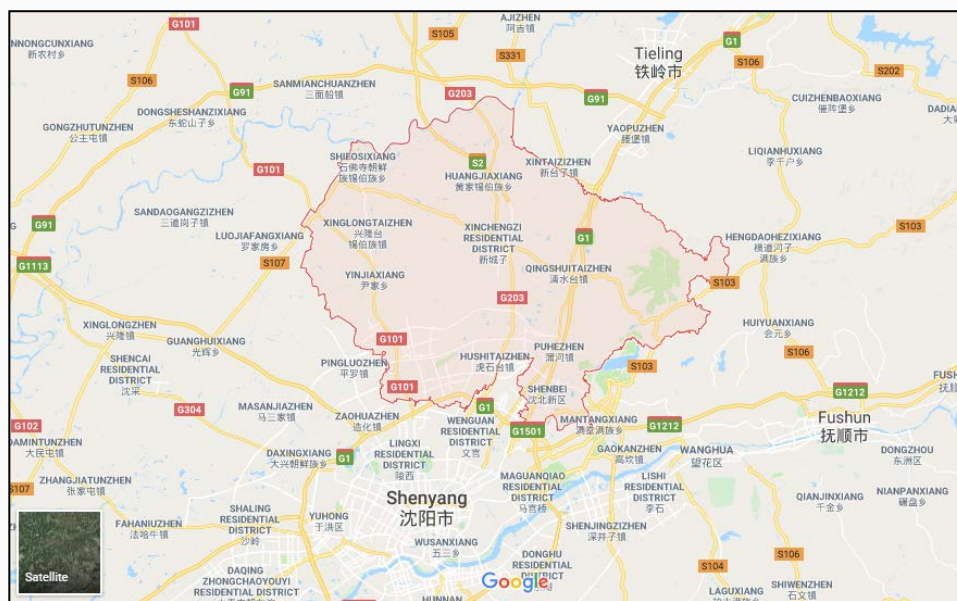 G101
S105
AJIZHEN
阿吉镇
G1
NNONGCUNXIANG
新农村乡
S331
Tieling
铁岭市
S106
S106
S202
SANMIANCHUANZHEN
三面船镇
G91
G203
G91
CUIZHENBAOXIANG
催阵堡乡
DADIA
DONGSHESHANZIXIANG
东蛇山子乡
GONGZHUTUNZHEN
公主屯镇
YAOPUZHEN
腰堡镇
G101
SHIFOSIXIANG
石佛寺朝鲜
族锡伯族乡
S2
HUANGJIAXIANG
黄家锡伯族乡
XINTAIZIZHEN
新台子镇
LIQIANHUXIANG
李千户乡
SANDAOGANGZIZHEN
三道岗子镇
G91
LUOJIAFANGXIANG
罗家房乡
XINGLONGTAIZHEN
兴隆台
锡伯族镇
XINCHENGZI
RESIDENTIAL
DISTRICT
新城子
G1
HENGDAOHEZIXIANG
横道河子
满族乡
S103
G1113
S107
YINJIAXIANG
尹家乡
QINGSHUITAIZHEN
清水台镇
S103
G203
XINGLONGZHEN
兴隆镇
GUANGHUIXIANG
光辉乡
G101
HUIYUANXIANG
会元乡
S106
SHENCAI
RESIDENTIAL
DISTRICT
沈采
PINGLUOZHEN
平罗镇
HUSHITAIZHEN
虎石台镇
PUHEZHEN
蒲河镇
S103
G101
SHENBEI
沈北新区
G1212
FUSH
抚顺
G304
MASANJIAZHEN
马三家镇
ZAOHUAZHEN
造化镇
G1
WENGUAN
RESIDENTIAL
DISTRICT
文官
G1501
MANTANGXIANG
满堂满族乡
G1212
Fushun
抚顺市
G102
DAMINTUNZHEN
大民屯镇
DAXINGXIANG
大兴朝鲜族乡
G1
LINGXI
RESIDENTIAL
DISTRICT
陵西
GAOKANZHEN
高坎镇
WANGHUA
望花区
DONGZHOU
东洲区
S107
ZHANGJIATUNZHEN
张家屯镇
Shenyang
沈阳市
MAGUANQIAO
RESIDENTIAL
DISTRICT
马官桥
LISHI
RESIDENTIAL
DISTRICT
李石
QIANJINXIANG
千金乡
NIANPANXIANG
碾盘乡
FAHANIUZHEN
法哈牛镇
SHALING
RESIDENTIAL
DISTRICT
沙岭
YUHONG
于洪区
SHENJINGZIZHEN
深井子镇
WUSANXIANG
五三乡
DONGHU
RESIDENTIAL
DISTRICT
S106
S104
Satellite
DAQING
ZHONGCHAOYOUYI
RESIDENTIAL DISTRICT
Google
HUNNAN
LAGUXIANG
SHIWENZHEN
石文镇